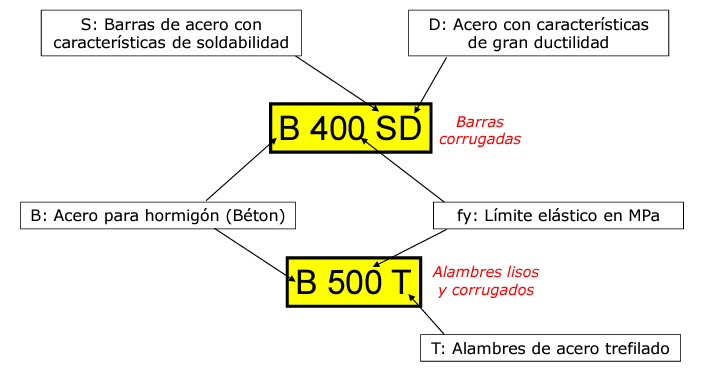 S: Barras de acero con
características de soldabilidad
D: Acero con características
de gran ductilidad
B 400 SD
Barras
corrugadas
B: Acero para hormigón (Béton)
fy: Límite elástico en MPa
B 500 T
Alambres lisos
y corrugados
T: Alambres de acero trefilado